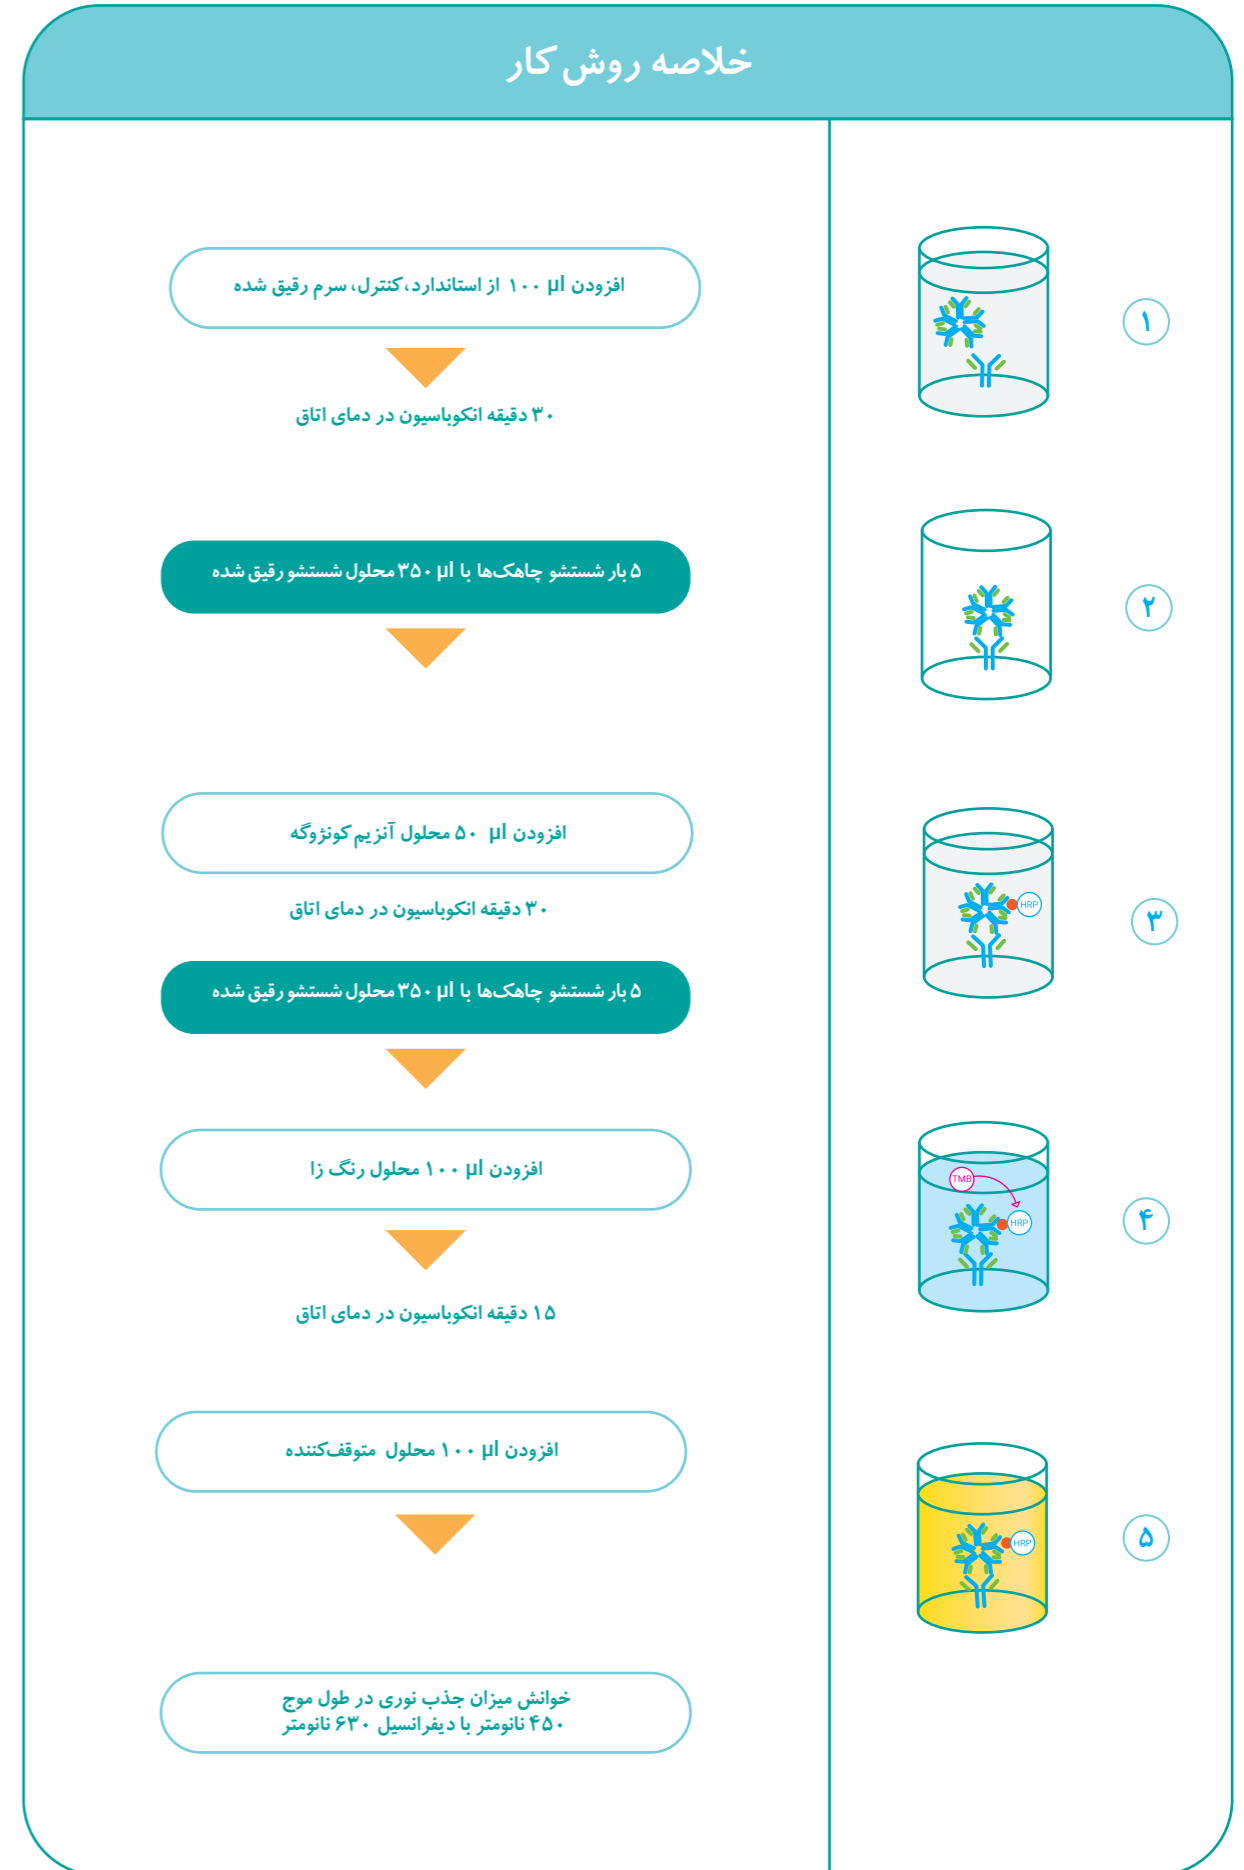 خلاصه روش کار
۱
افزودن ۱۰۰ µl از استاندارد،کنترل، سرم رقیق شده
۳۰ دقیقه انکوباسیون در دمای اتاق
۲
۵ بار شستشو چاهک‌ها با ۳۵۰ µl محلول شستشو رقیق شده
۳
HRP
افزودن ۵۰ µl محلول آنزیم کونژوگه
۳۰ دقیقه انکوباسیون در دمای اتاق
۵ بار شستشو چاهک‌ها با ۳۵۰ µl محلول شستشو رقیق شده
۴
TMB
HRP
افزودن ۱۰۰ µl محلول رنگ زا
۱۵ دقیقه انکوباسیون در دمای اتاق
۵
HRP
افزودن ۱۰۰ µl محلول متوقف‌کننده
خوانش میزان جذب نوری در طول موج
۴۵۰ نانومتر با دیفرانسیل ۶۳۰ نانومتر